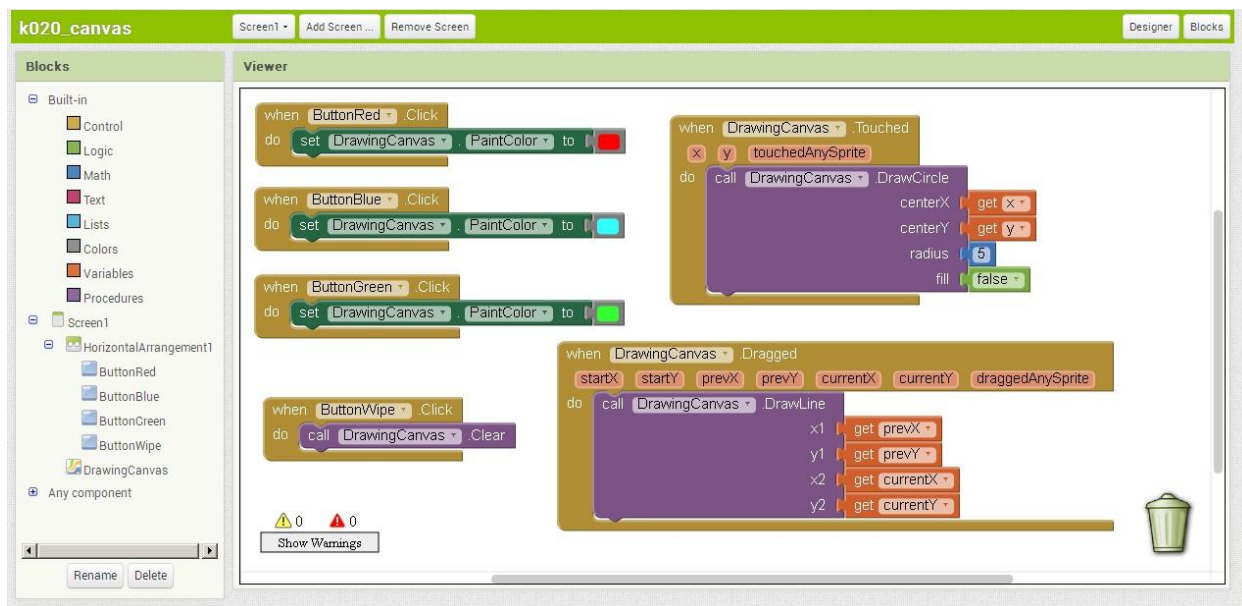 k020_canvas
Screen1 Add Screen ... Remove Screen
Designer Blocks
Blocks
Built-in
Control
Logic
Math
Text
Lists
Colors
Variables
Procedures
Screen1
HorizontalArrangement1
ButtonRed
ButtonBlue
ButtonGreen
ButtonWipe
DrawingCanvas
Any component
Rename Delete
Viewer
when ButtonRed .Click
do set DrawingCanvas . PaintColor to
when ButtonBlue .Click
do set DrawingCanvas . PaintColor to
when ButtonGreen .Click
do set DrawingCanvas . PaintColor to
when ButtonWipe .Click
do call DrawingCanvas .Clear
0 0
Show Warnings
when DrawingCanvas .Touched
x y touchedAnySprite
do call DrawingCanvas .DrawCircle
centerX get x
centerY get y
radius 5
fill false
when DrawingCanvas .Dragged
startX startY prevX prevY currentX currentY draggedAnySprite
do call DrawingCanvas .DrawLine
x1 get prevX
y1 get prevY
x2 get currentX
y2 get currentY